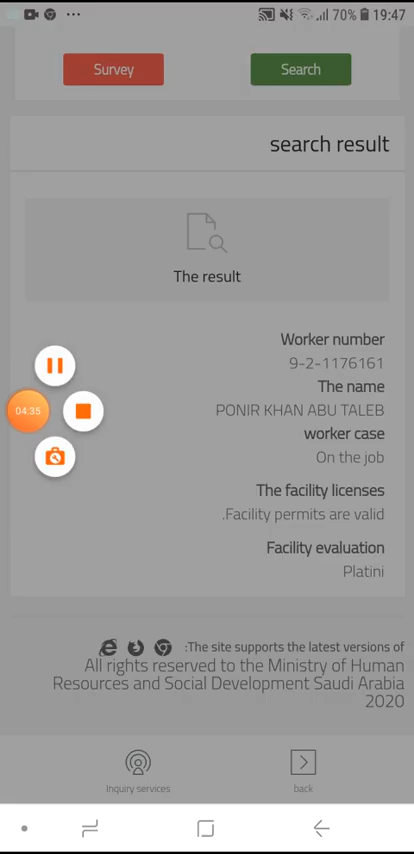 70% 19:47
Survey
Search
search result
The result
Worker number
9-2-1176161
The name
PONIR KHAN ABU TALEB
worker case
On the job
The facility licenses
.Facility permits are valid
Facility evaluation
Platini
04:35
:The site supports the latest versions of
All rights reserved to the Ministry of Human
Resources and Social Development Saudi Arabia
2020
Inquiry services
back